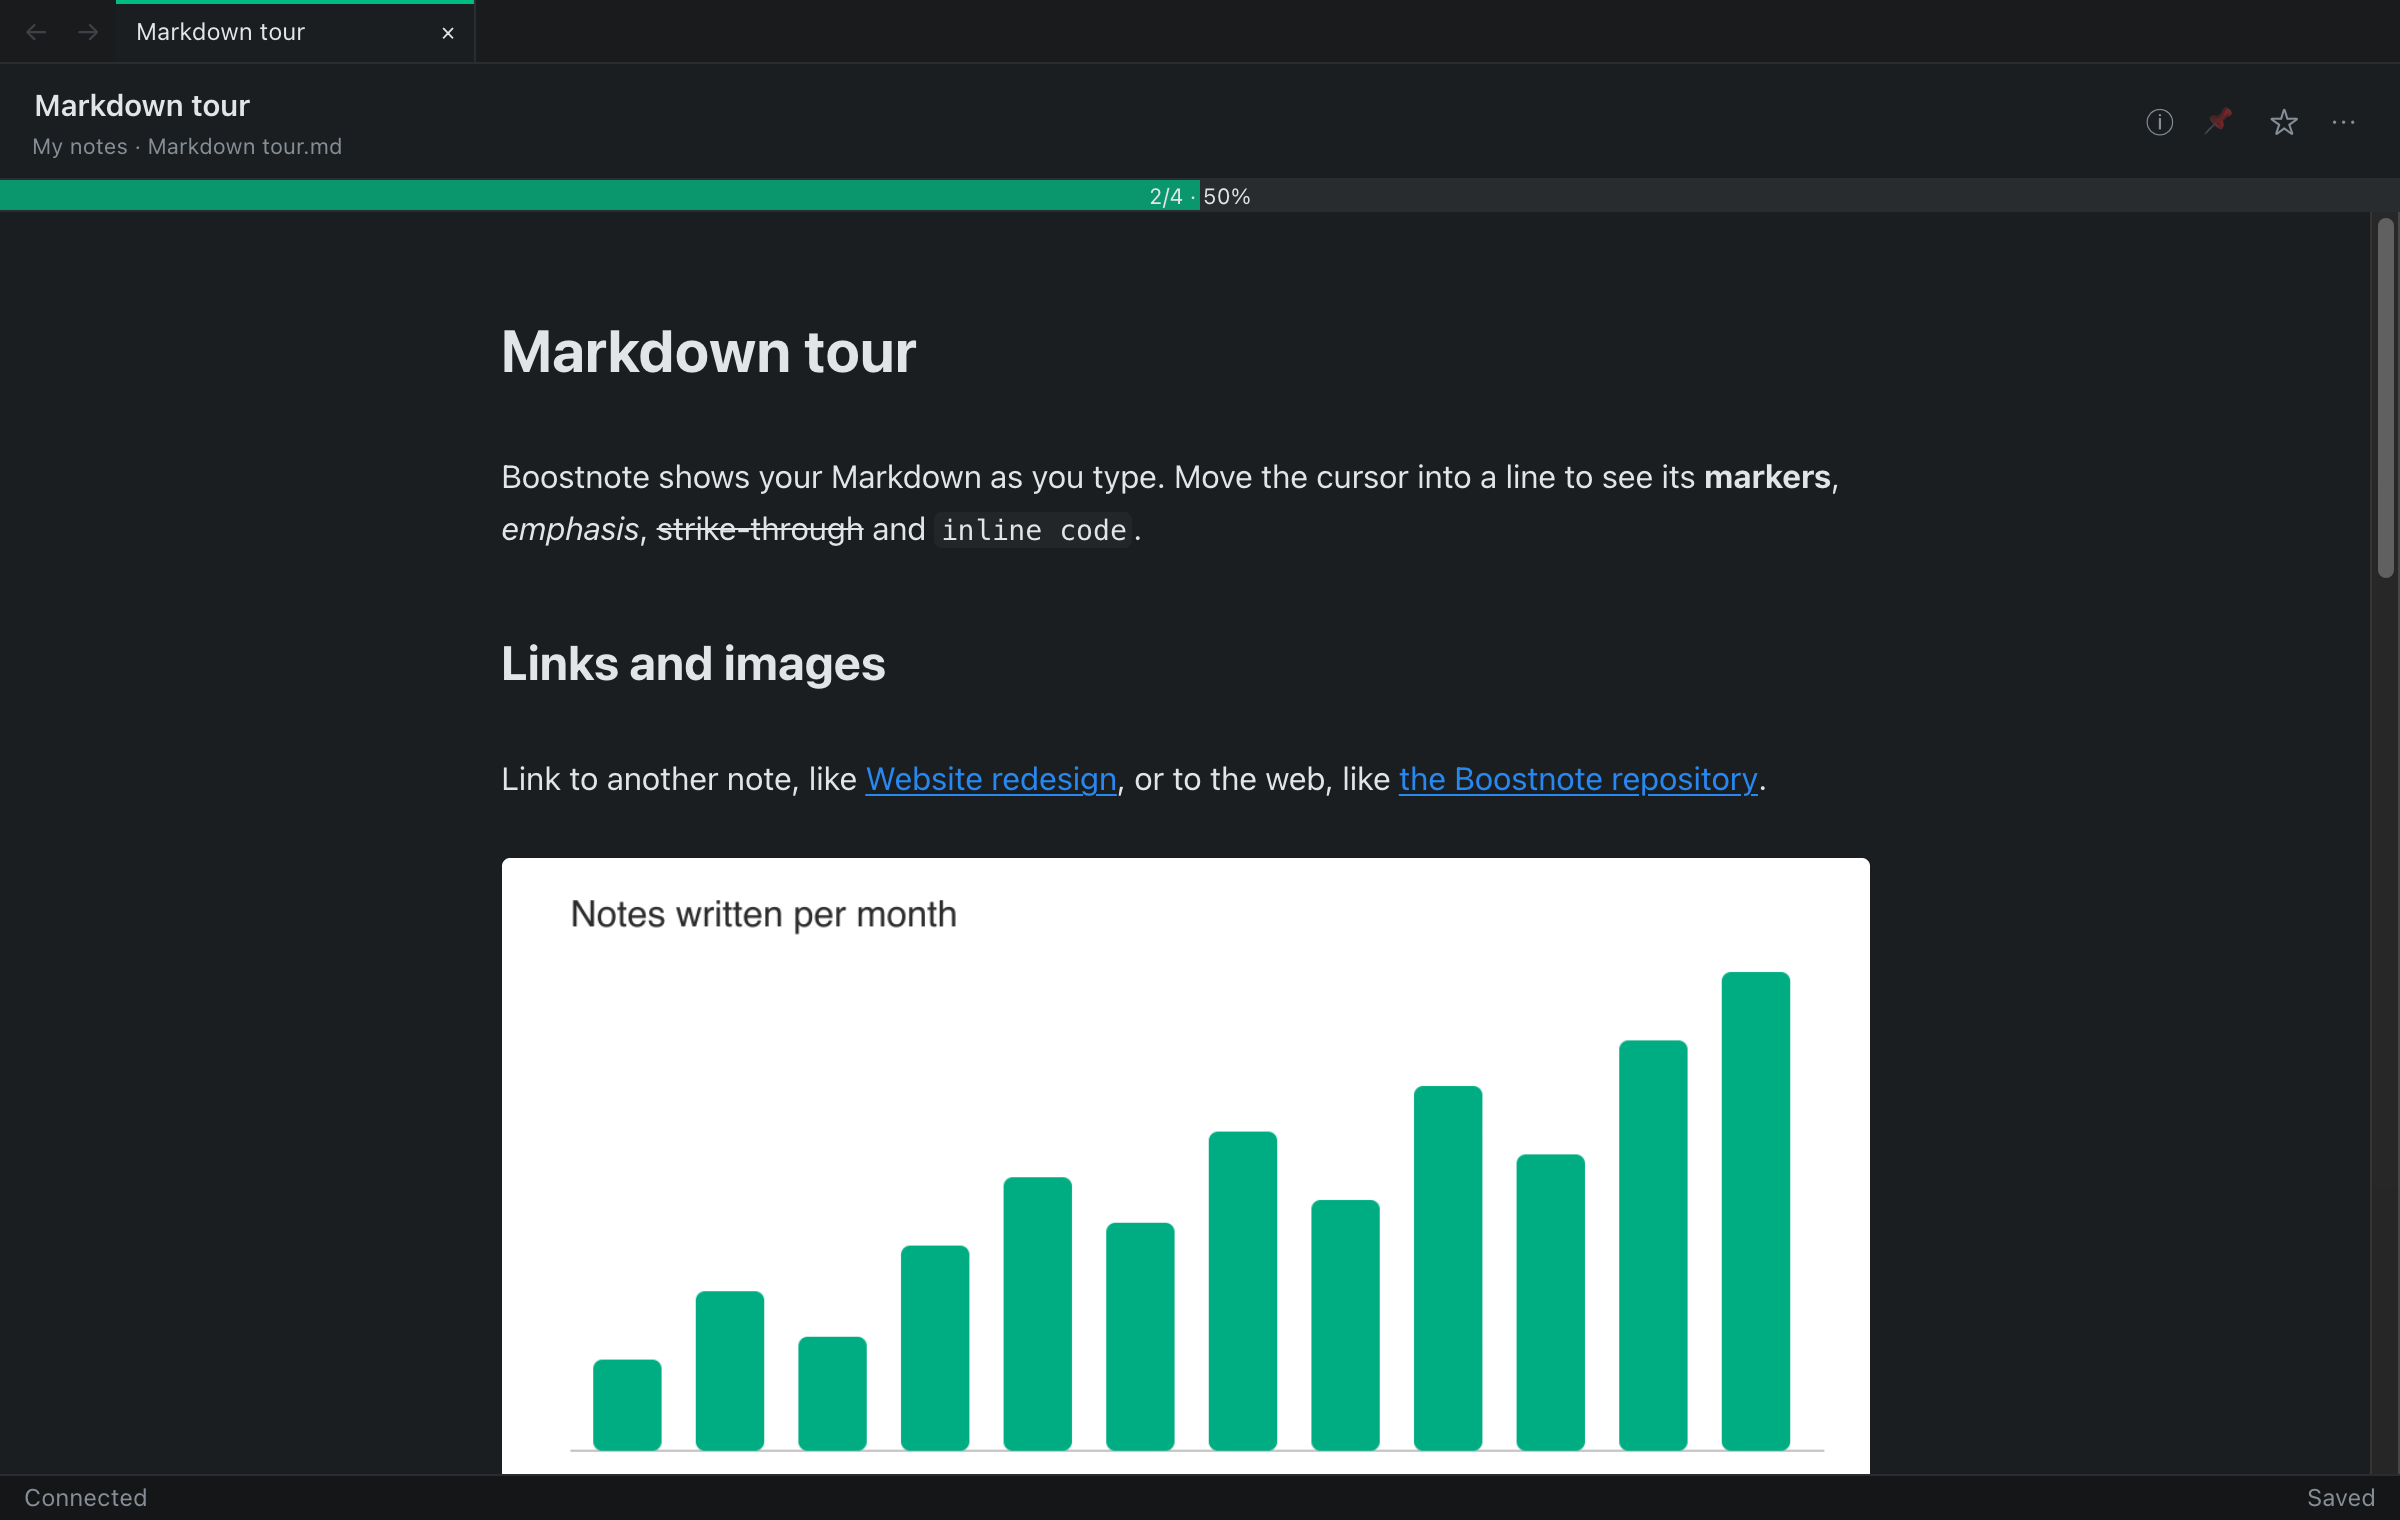 Markdown tour
Markdown tour
My notes · Markdown tour.md
2/4 · 50%
Markdown tour
Boostnote shows your Markdown as you type. Move the cursor into a line to see its markers,
emphasis, strike-through and inline code.
Links and images
Link to another note, like Website redesign, or to the web, like the Boostnote repository.
Notes written per month
Connected
Saved